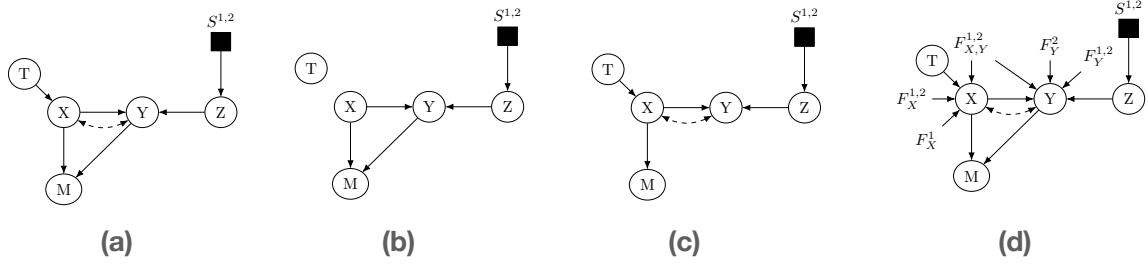 S^{1,2}
T
X
Y
Z
M
(a)
S^{1,2}
T
X
Y
Z
M
(b)
S^{1,2}
T
X
Y
Z
M
(c)
S^{1,2}
F_{X,Y}^{1,2}
F_Y^2
F_Y^{1,2}
T
F_X^{1,2}
X
Y
Z
F_X^1
M
(d)